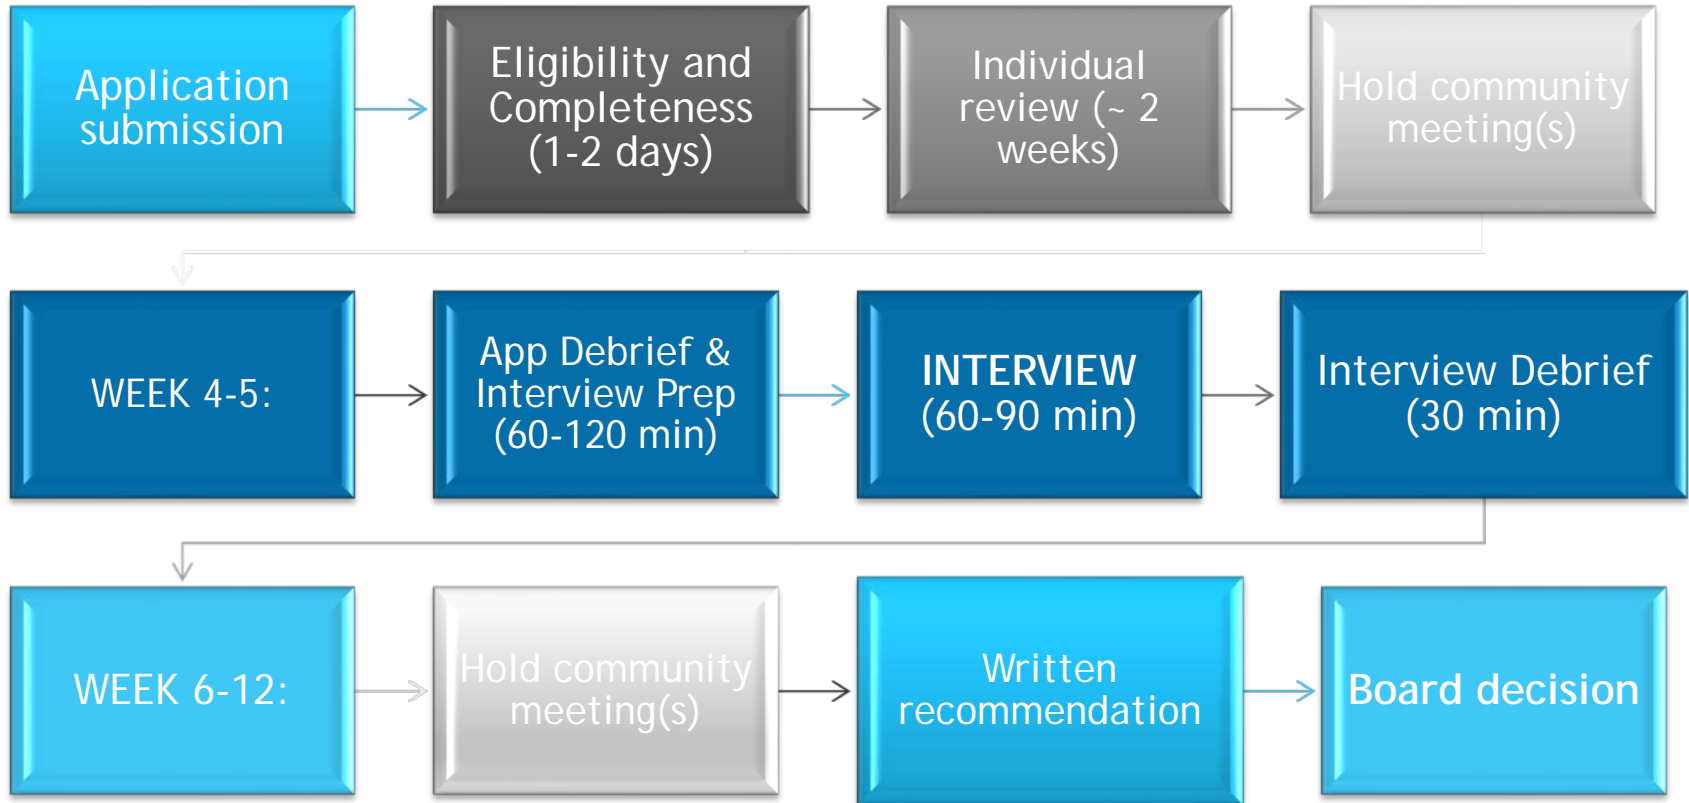 Application
submission
Eligibility and
Completeness
(1-2 days)
Individual
review (~ 2
weeks)
Hold community
meeting(s)
WEEK 4-5:
App Debrief &
Interview Prep
(60-120 min)
INTERVIEW
(60-90 min)
Interview Debrief
(30 min)
WEEK 6-12:
Hold community
meeting(s)
Written
recommendation
Board decision